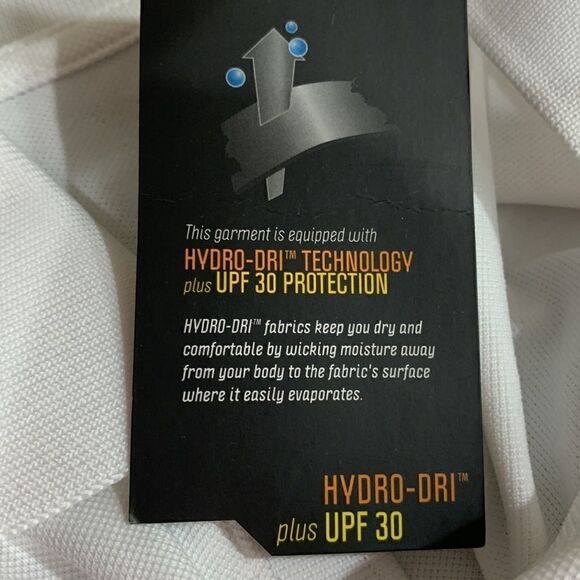 This garment is equipped with
HYDRO-DRI™ TECHNOLOGY
plus UPF 30 PROTECTION
HYDRO-DRI™ fabrics keep you dry and
comfortable by wicking moisture away
from your body to the fabric's surface
where it easily evaporates.
HYDRO-DRI™
plus UPF 30